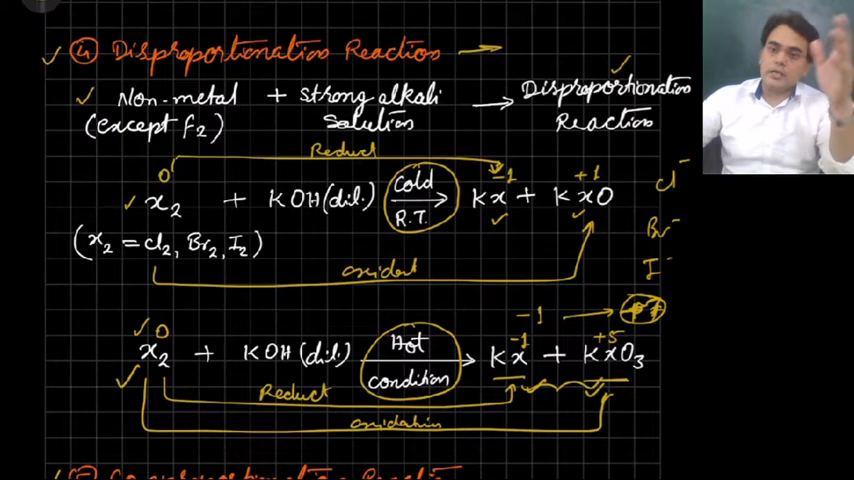 ④ Disproportionation Reaction →
Non-metal + Strong alkali → Disproportionation
(except F₂) Solution Reaction
Reduct
0 -1 +1
x₂ + KOH(dil.) Cold → Kx + KxO Cl⁻
R.T.
(x₂ = Cl₂, Br₂, I₂) Br⁻
oxidat I⁻
-1 →
0 -1 +5
x₂ + KOH(dil.) Hot → Kx + KxO₃
condition
Reduct
oxidation